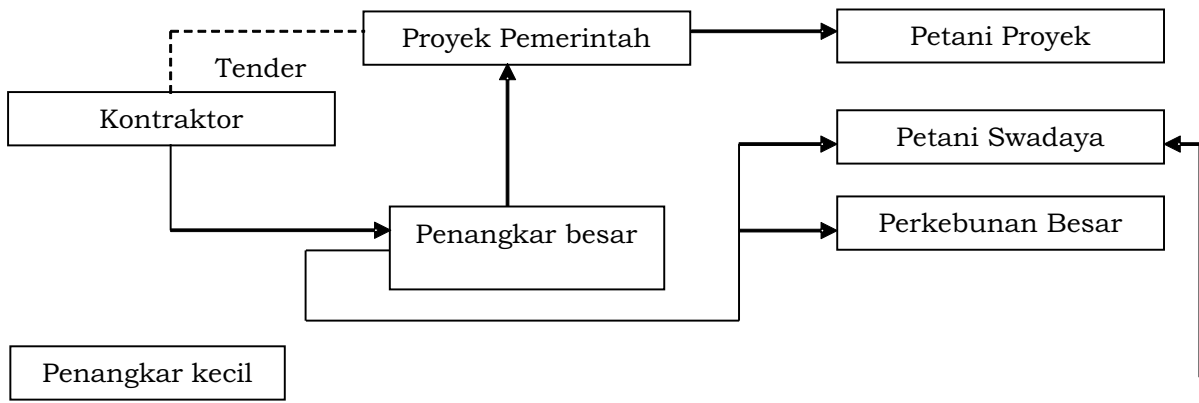 Proyek Pemerintah
Petani Proyek
Tender
Kontraktor
Petani Swadaya
Penangkar besar
Perkebunan Besar
Penangkar kecil